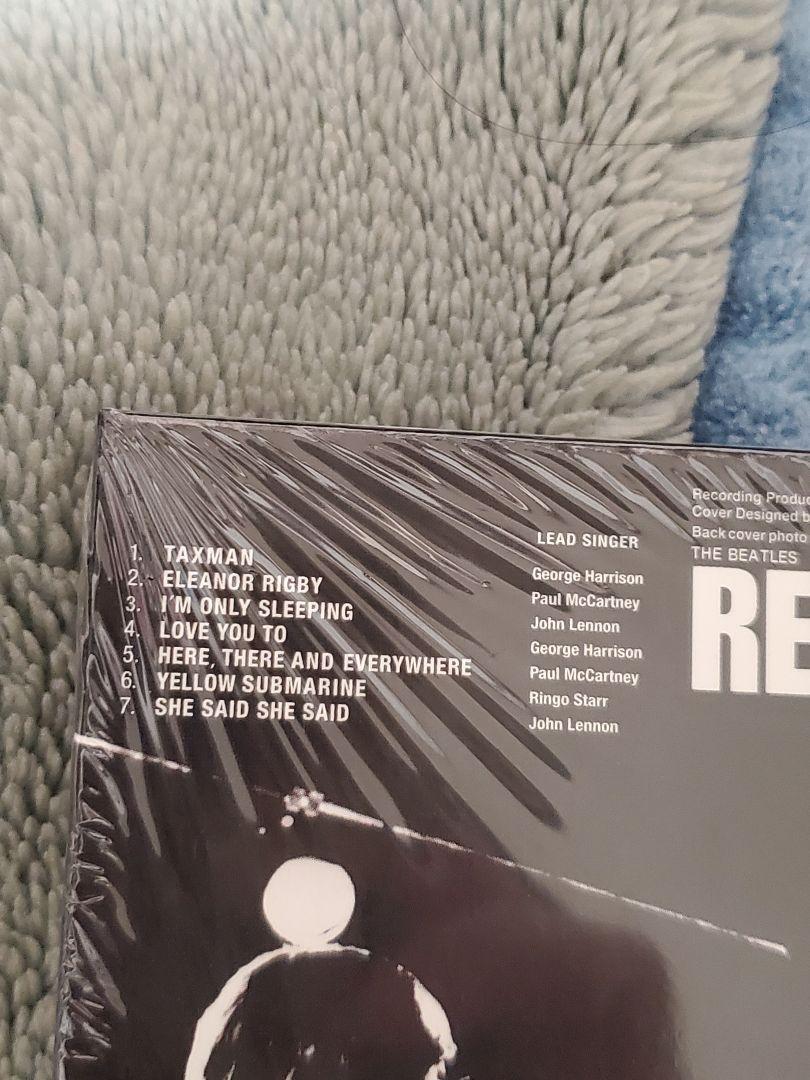 1. TAXMAN
2. ELEANOR RIGBY
3. I'M ONLY SLEEPING
4. LOVE YOU TO
5. HERE, THERE AND EVERYWHERE
6. YELLOW SUBMARINE
7. SHE SAID SHE SAID
LEAD SINGER
George Harrison
Paul McCartney
John Lennon
George Harrison
Paul McCartney
Ringo Starr
John Lennon
Recording Produ
Cover Designed b
Back cover photo
THE BEATLES
RE